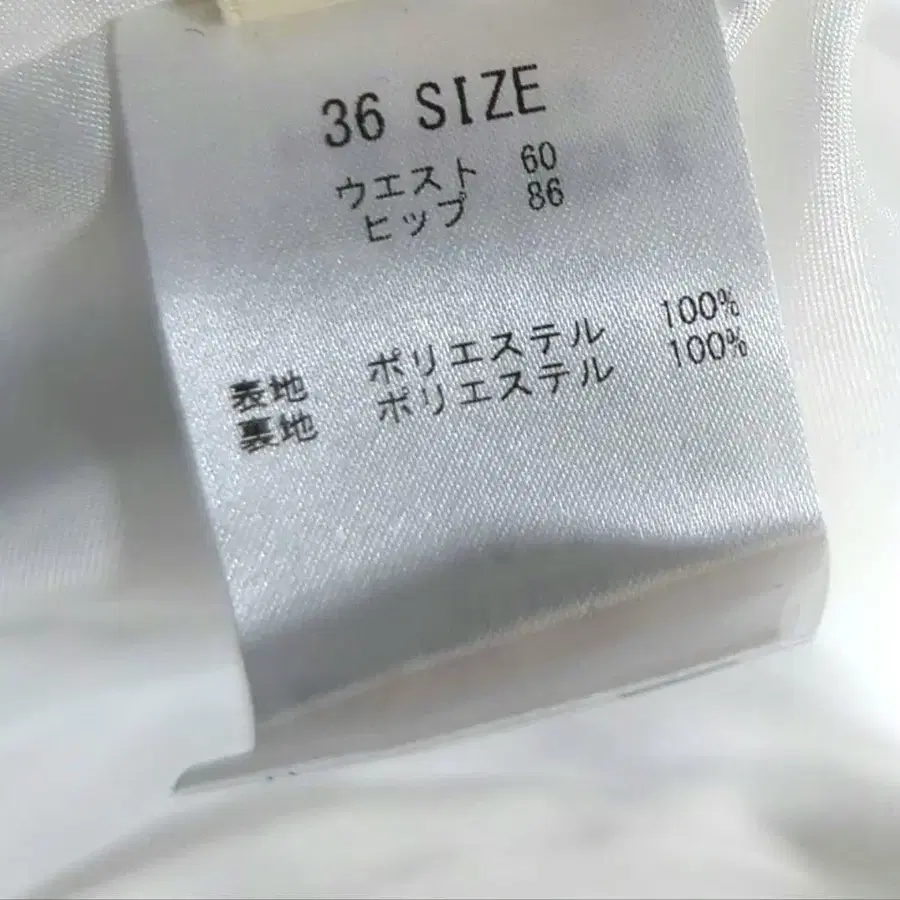 36 SIZE
ウエスト 60
ヒップ 86
表地 ポリエステル 100%
裏地 ポリエステル 100%